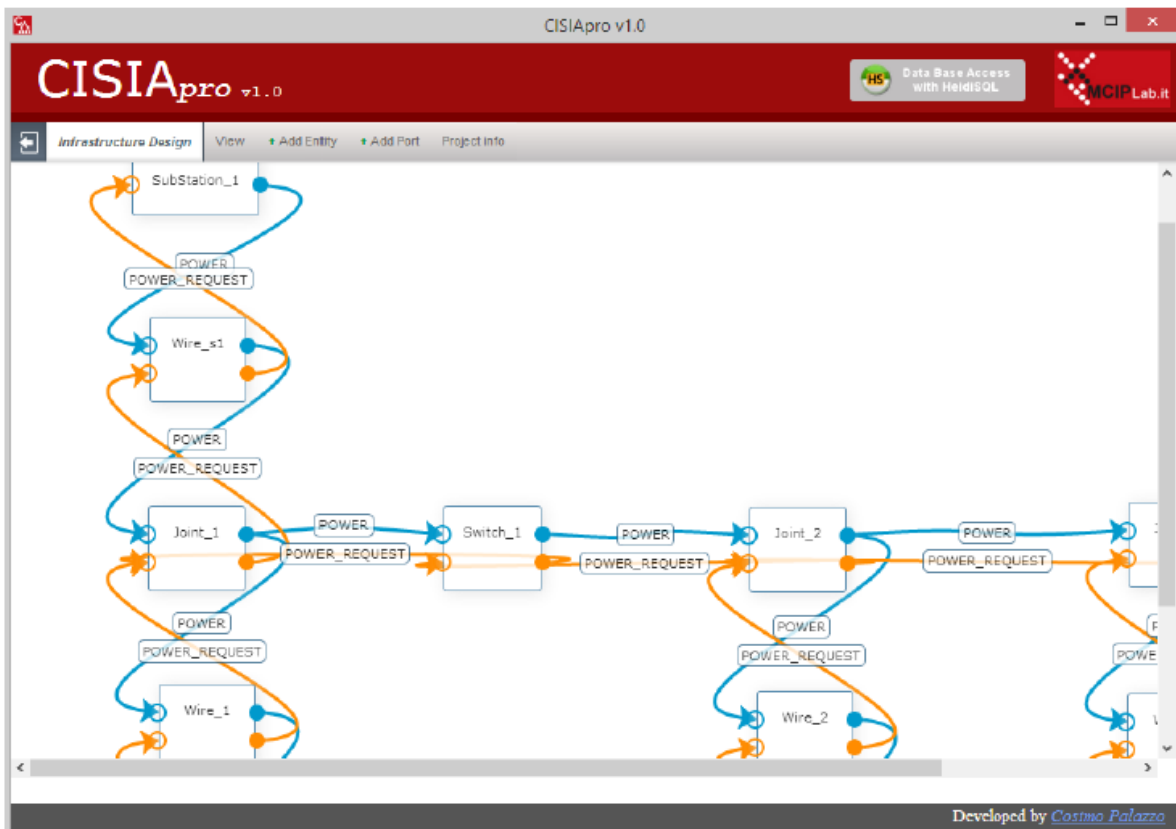 CISIApro v1.0
CISIApro v1.0
HS
Data Base Access
with HeidiSQL
MCIPLab.it
Infrastructure Design
View
Add Entity
Add Port
Project info
SubStation_1
POWER
POWER_REQUEST
Wire_s1
POWER
POWER_REQUEST
Joint_1
POWER
POWER_REQUEST
Switch_1
POWER
POWER_REQUEST
Joint_2
POWER
POWER_REQUEST
POWER
POWER_REQUEST
POWER
POWER_REQUEST
POWE
Wire_1
Wire_2
Developed by Cosimo Palazzo